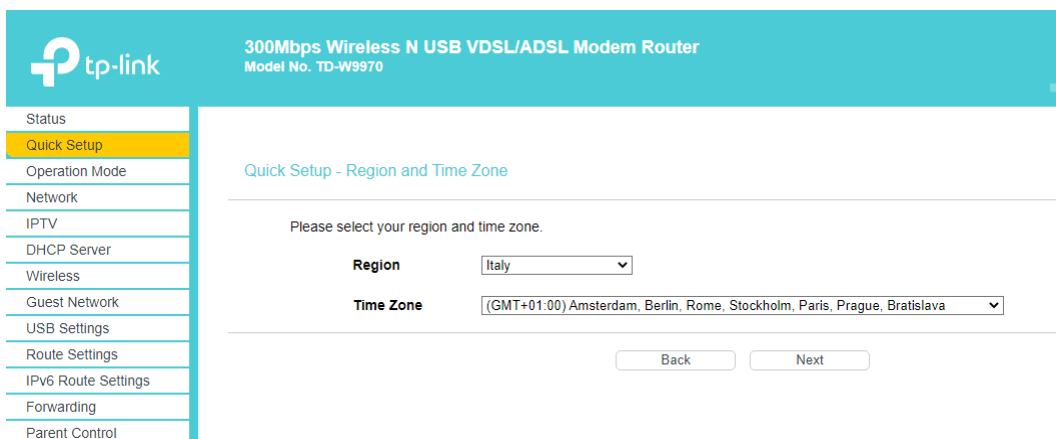 tp-link
300Mbps Wireless N USB VDSL/ADSL Modem Router
Model No. TD-W9970
Status
Quick Setup
Operation Mode
Network
IPTV
DHCP Server
Wireless
Guest Network
USB Settings
Route Settings
IPv6 Route Settings
Forwarding
Parent Control
Quick Setup - Region and Time Zone
Please select your region and time zone.
Region Italy
Time Zone (GMT+01:00) Amsterdam, Berlin, Rome, Stockholm, Paris, Prague, Bratislava
Back Next